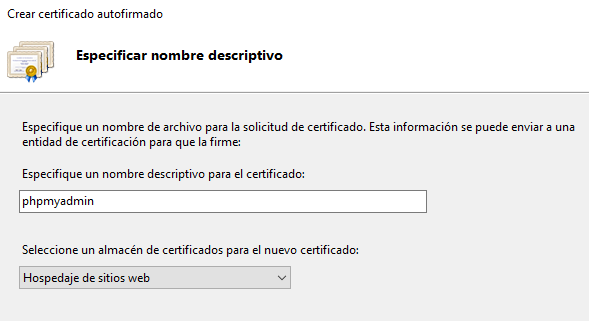 Crear certificado autofirmado
Especificar nombre descriptivo
Especifique un nombre de archivo para la solicitud de certificado. Esta información se puede enviar a una
entidad de certificación para que la firme:
Especifique un nombre descriptivo para el certificado:
phpmyadmin
Seleccione un almacén de certificados para el nuevo certificado:
Hospedaje de sitios web